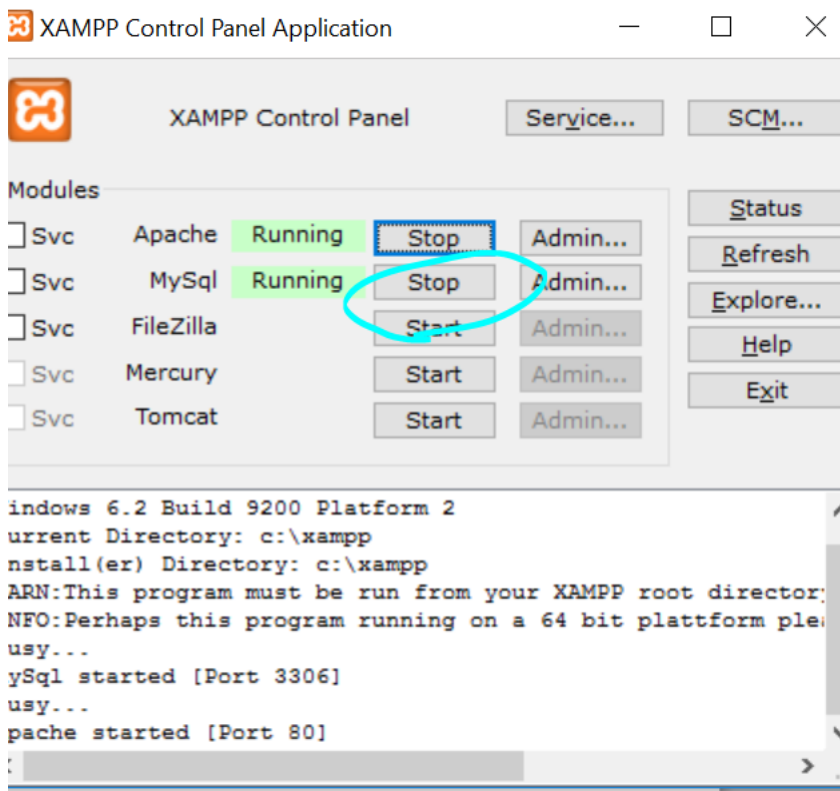 XAMPP Control Panel Application
XAMPP Control Panel
Service...
SCM...
Modules
Svc Apache Running Stop Admin...
Svc MySql Running Stop Admin...
Svc FileZilla Start Admin...
Svc Mercury Start Admin...
Svc Tomcat Start Admin...
Status
Refresh
Explore...
Help
Exit
indows 6.2 Build 9200 Platform 2
urrent Directory: c:\xampp
nstall(er) Directory: c:\xampp
ARN:This program must be run from your XAMPP root director
NFO:Perhaps this program running on a 64 bit plattform ple
usy...
ySql started [Port 3306]
usy...
pache started [Port 80]